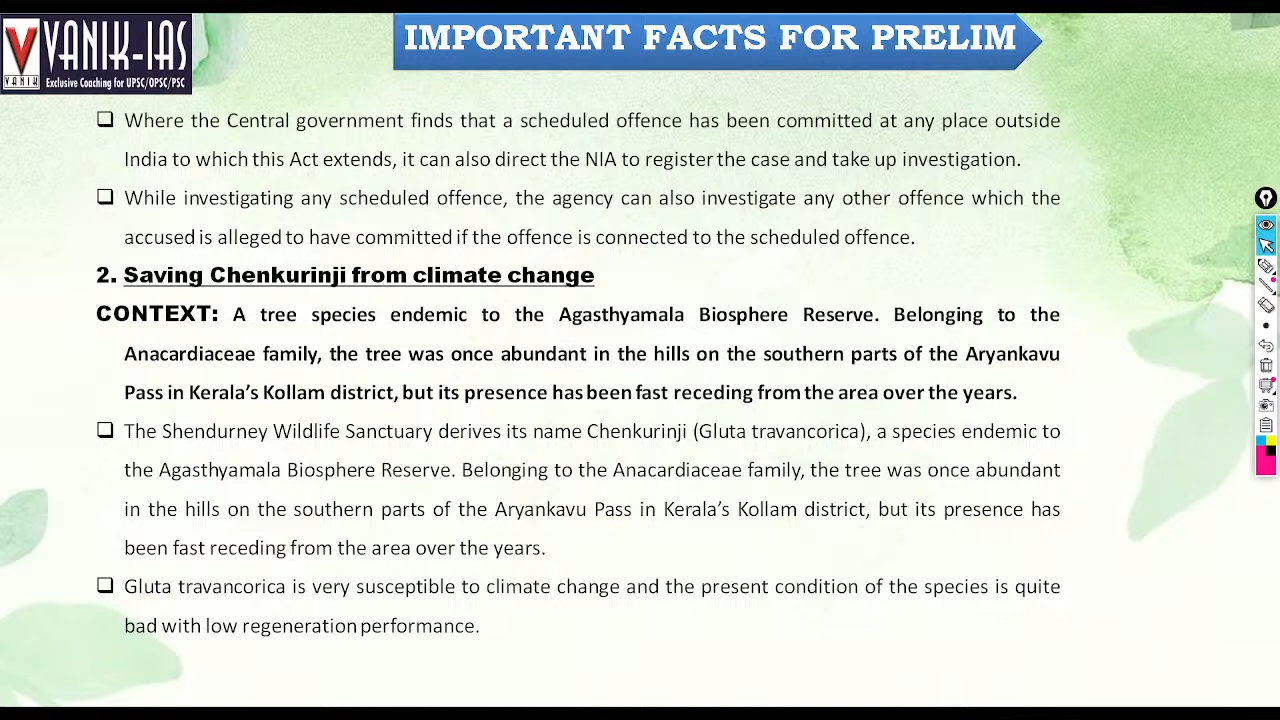 VANIK-IAS
VANIK
Exclusive Coaching for UPSC/OPSC/PSC
IMPORTANT FACTS FOR PRELIM
Where the Central government finds that a scheduled offence has been committed at any place outside
India to which this Act extends, it can also direct the NIA to register the case and take up investigation.
While investigating any scheduled offence, the agency can also investigate any other offence which the
accused is alleged to have committed if the offence is connected to the scheduled offence.
2. Saving Chenkurinji from climate change
CONTEXT: A tree species endemic to the Agasthyamala Biosphere Reserve. Belonging to the
Anacardiaceae family, the tree was once abundant in the hills on the southern parts of the Aryankavu
Pass in Kerala’s Kollam district, but its presence has been fast receding from the area over the years.
The Shendurney Wildlife Sanctuary derives its name Chenkurinji (Gluta travancorica), a species endemic to
the Agasthyamala Biosphere Reserve. Belonging to the Anacardiaceae family, the tree was once abundant
in the hills on the southern parts of the Aryankavu Pass in Kerala’s Kollam district, but its presence has
been fast receding from the area over the years.
Gluta travancorica is very susceptible to climate change and the present condition of the species is quite
bad with low regeneration performance.